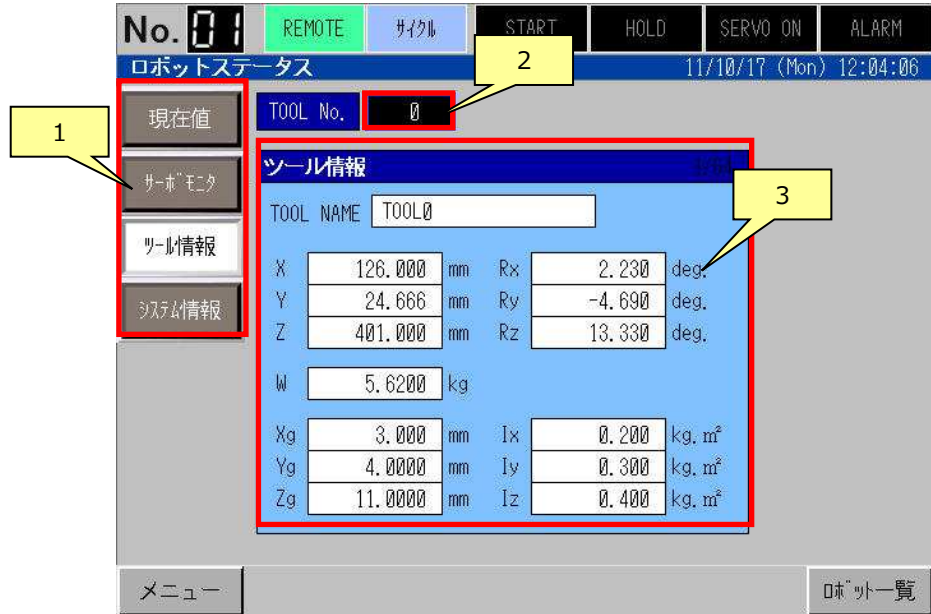 No. 01 REMOTE ｻｲｸﾙ START HOLD SERVO ON ALARM
ロボットステータス 11/10/17 (Mon) 12:04:06
2
現在値 TOOL No. 0
1
ｻｰﾎﾞﾓﾆﾀ
ツール情報
TOOL NAME TOOL0
3
ﾂｰﾙ情報
X 126.000 mm Rx 2.230 deg.
Y 24.666 mm Ry -4.690 deg.
ｼｽﾃﾑ情報
Z 401.000 mm Rz 13.330 deg.
W 5.6200 kg
Xg 3.000 mm Ix 0.200 kg.m²
Yg 4.0000 mm Iy 0.300 kg.m²
Zg 11.0000 mm Iz 0.400 kg.m²
メニュー ﾛﾎﾞｯﾄ一覧